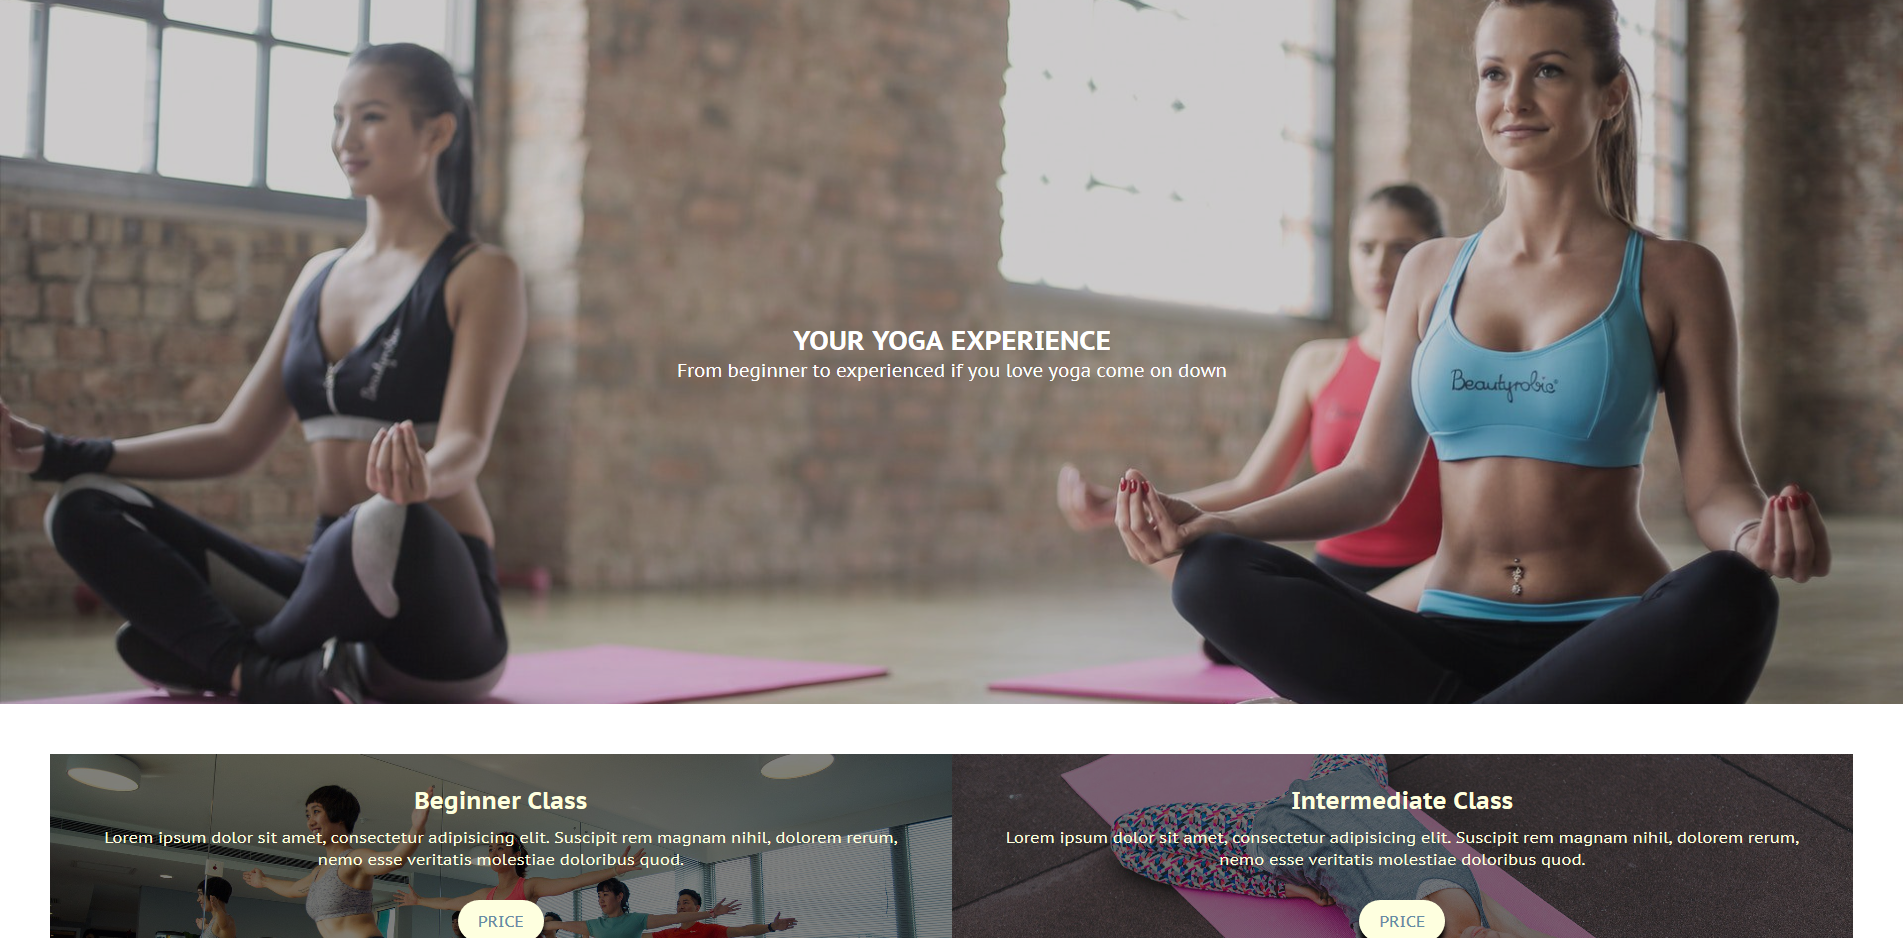 YOUR YOGA EXPERIENCE
From beginner to experienced if you love yoga come on down
Beautyrobic®
Beautyrobic
Beginner Class
Lorem ipsum dolor sit amet, consectetur adipisicing elit. Suscipit rem magnam nihil, dolorem rerum,
nemo esse veritatis molestiae doloribus quod.
PRICE
Intermediate Class
Lorem ipsum dolor sit amet, consectetur adipisicing elit. Suscipit rem magnam nihil, dolorem rerum,
nemo esse veritatis molestiae doloribus quod.
PRICE